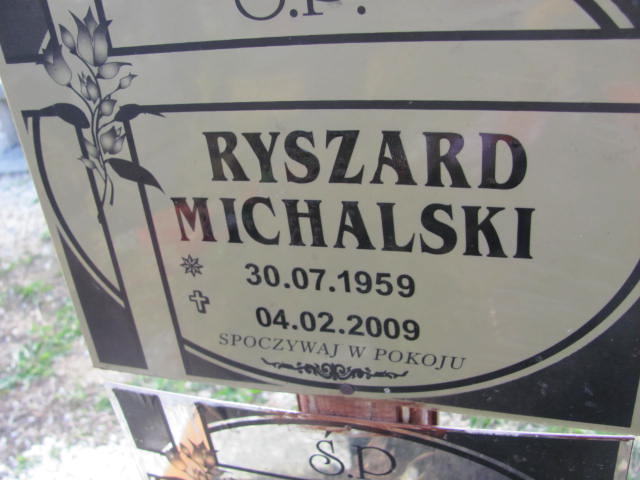 Ś.P.
RYSZARD
MICHALSKI
30.07.1959
04.02.2009
SPOCZYWAJ W POKOJU
Ś.P